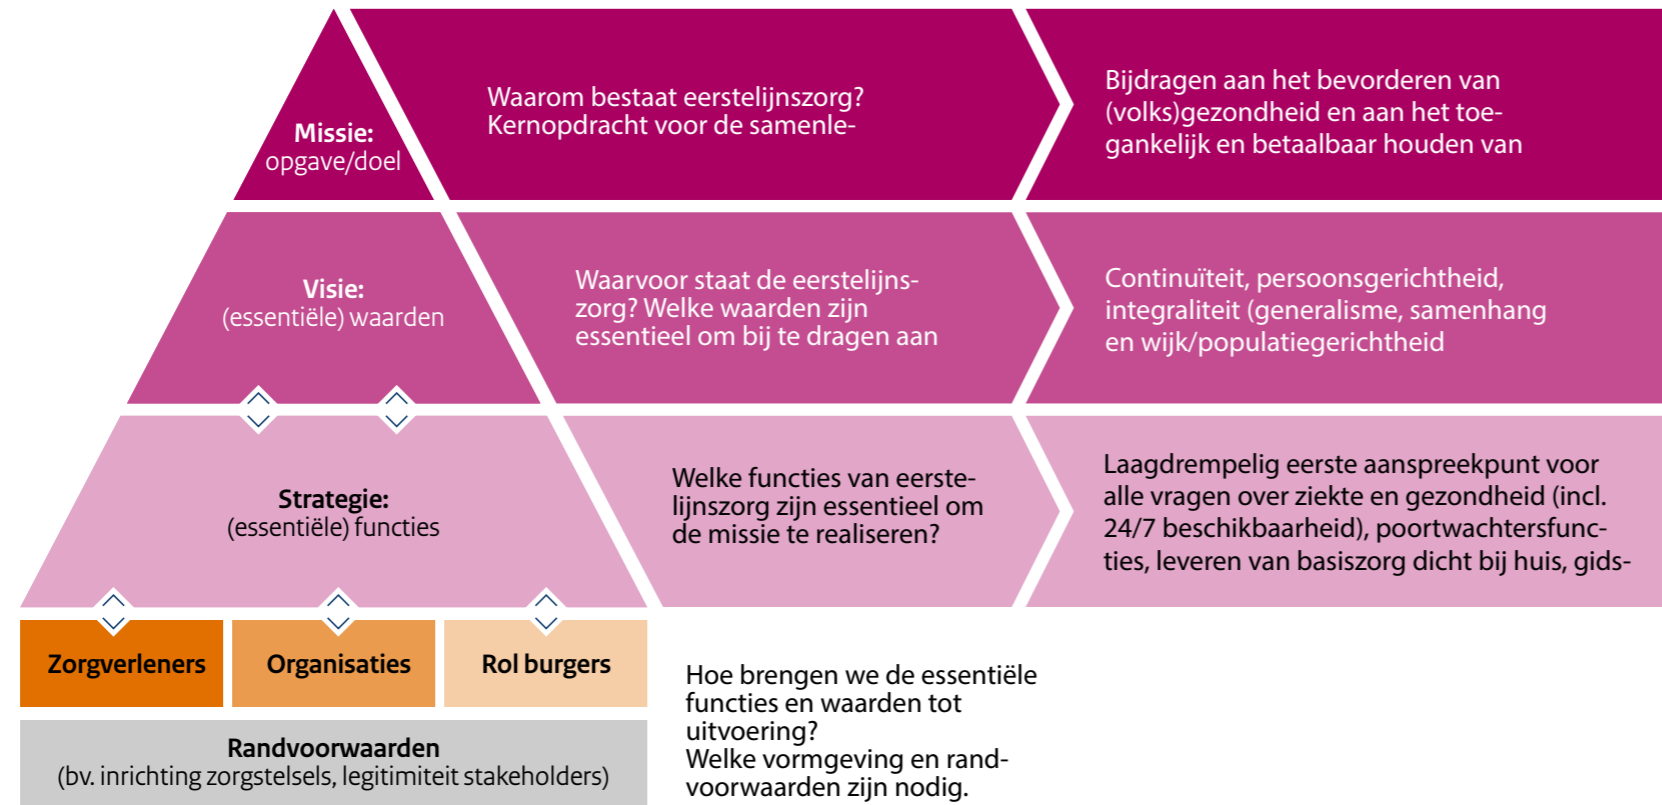 Missie:
opgave/doel
Waarom bestaat eerstelijnszorg?
Kernopdracht voor de samenle-
Bijdragen aan het bevorderen van
(volks)gezondheid en aan het toe-
gankelijk en betaalbaar houden van
Visie:
(essentiële) waarden
Waarvoor staat de eerstelijns-
zorg? Welke waarden zijn
essentieel om bij te dragen aan
Continuïteit, persoonsgerichtheid,
integraliteit (generalisme, samenhang
en wijk/populatiegerichtheid
Strategie:
(essentiële) functies
Welke functies van eerste-
lijnszorg zijn essentieel om
de missie te realiseren?
Laagdrempelig eerste aanspreekpunt voor
alle vragen over ziekte en gezondheid (incl.
24/7 beschikbaarheid), poortwachtersfunc-
ties, leveren van basiszorg dicht bij huis, gids-
Zorgverleners
Organisaties
Rol burgers
Randvoorwaarden
(bv. inrichting zorgstelsels, legitimiteit stakeholders)
Hoe brengen we de essentiële
functies en waarden tot
uitvoering?
Welke vormgeving en rand-
voorwaarden zijn nodig.